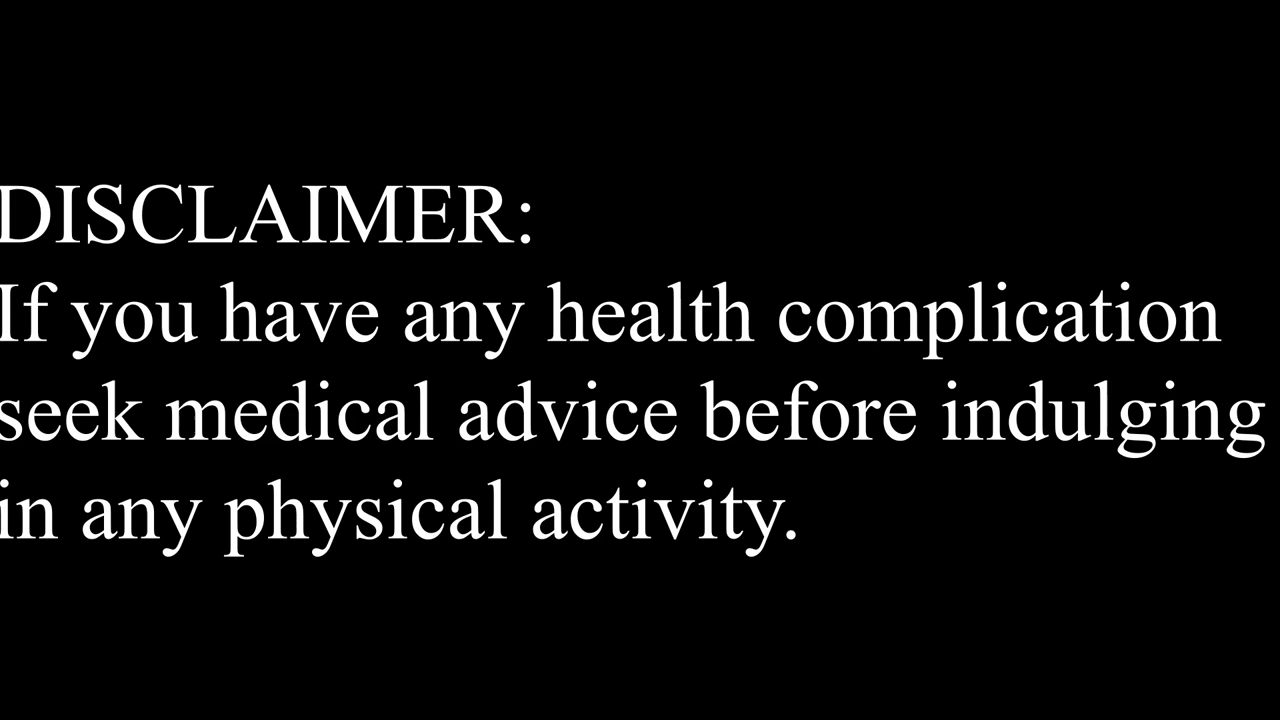 DISCLAIMER:
If you have any health complication
seek medical advice before indulging
in any physical activity.